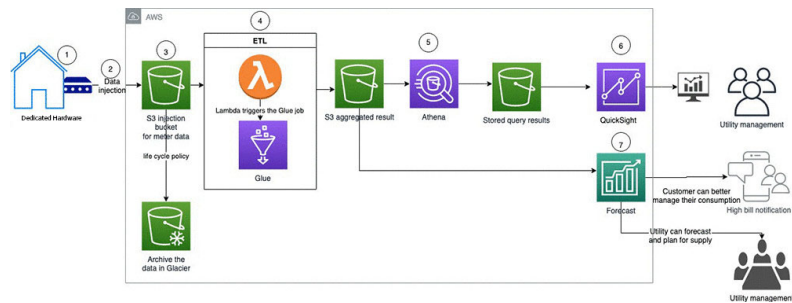 AWS
1
2
Data
injection
Dedicated Hardware
3
S3 injection
bucket
for meter data
life cycle policy
Archive the
data in Glacier
4
ETL
Lambda triggers the Glue job
Glue
S3 aggregated result
5
Athena
Stored query results
6
QuickSight
Utility management
7
Forecast
Customer can better
manage their consumption
High bill notification
Utility can forecast
and plan for supply
Utility management